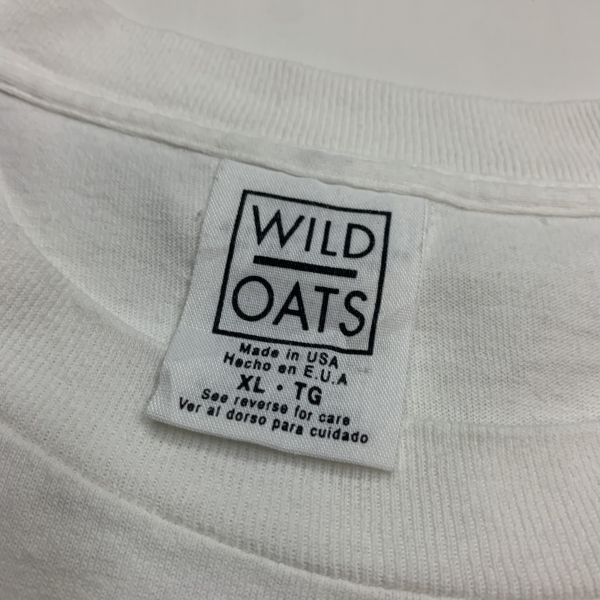 WILD
OATS
Made in USA
Hecho en E.U.A
XL · TG
See reverse for care
Ver al dorso para cuidado